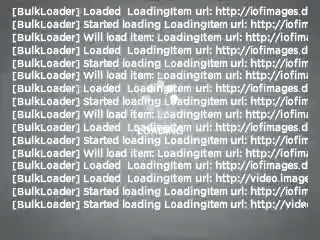 [BulkLoader] Loaded LoadingItem url: http://iofimages.d
[BulkLoader] Started loading LoadingItem url: http://iofim
[BulkLoader] Will load item: LoadingItem url: http://iofima
[BulkLoader] Loaded LoadingItem url: http://iofimages.d
[BulkLoader] Started loading LoadingItem url: http://iofim
[BulkLoader] Will load item: LoadingItem url: http://iofima
[BulkLoader] Loaded LoadingItem url: http://iofimages.d
[BulkLoader] Started loading LoadingItem url: http://iofim
[BulkLoader] Will load item: LoadingItem url: http://iofima
[BulkLoader] Loaded LoadingItem url: http://iofimages.d
[BulkLoader] Started loading LoadingItem url: http://iofim
[BulkLoader] Will load item: LoadingItem url: http://iofima
[BulkLoader] Loaded LoadingItem url: http://iofimages.d
[BulkLoader] Loaded LoadingItem url: http://video.image
[BulkLoader] Started loading LoadingItem url: http://iofim
[BulkLoader] Started loading LoadingItem url: http://video